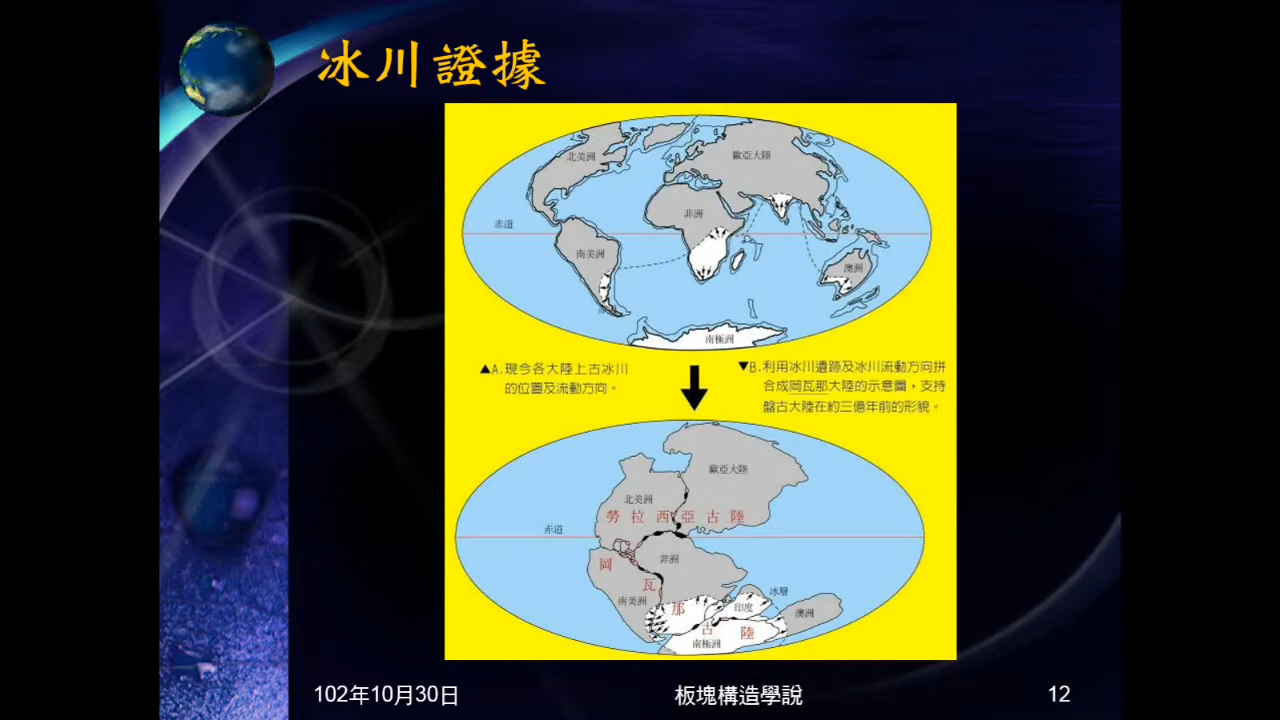 冰川證據
北美洲
歐亞大陸
赤道
非洲
南美洲
澳洲
南極洲
▲A.現今各大陸上古冰川
的位置及流動方向。
▼B.利用冰川遺跡及冰川流動方向拼
合成岡瓦那大陸的示意圖，支持
盤古大陸在約三億年前的形貌。
歐亞大陸
北美洲
勞拉西亞古陸
赤道
非洲
岡瓦那古陸
南美洲
冰層
印度
澳洲
南極洲
102年10月30日
板塊構造學說
12